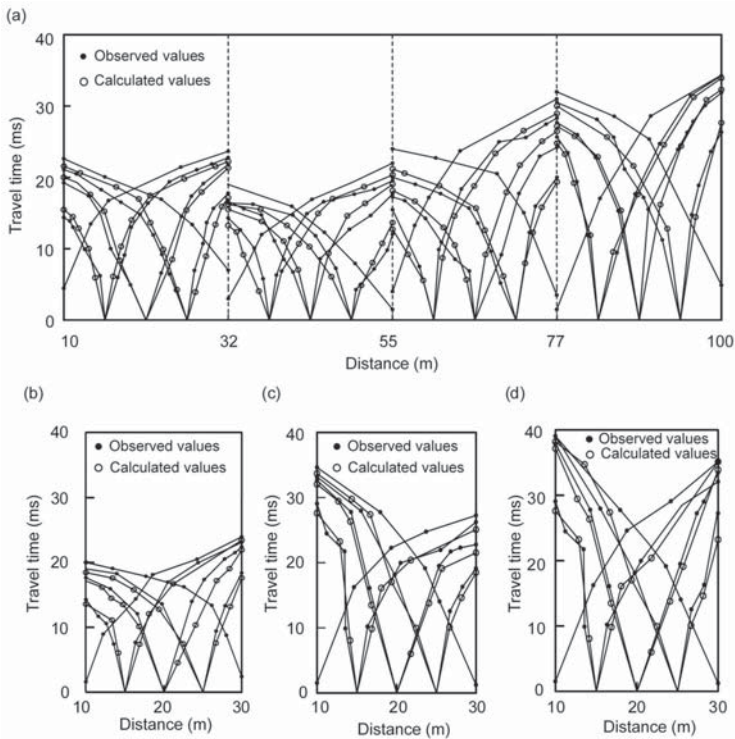 (a)
40
30
20
10
0
Travel time (ms)
Observed values
Calculated values
10 32 55 77 100
Distance (m)
(b)
40
30
20
10
0
Travel time (ms)
Observed values
Calculated values
10 30
Distance (m)
(c)
40
30
20
10
0
Travel time (ms)
Observed values
Calculated values
10 20 30
Distance (m)
(d)
40
30
20
10
0
Travel time (ms)
Observed values
Calculated values
10 20 30
Distance (m)